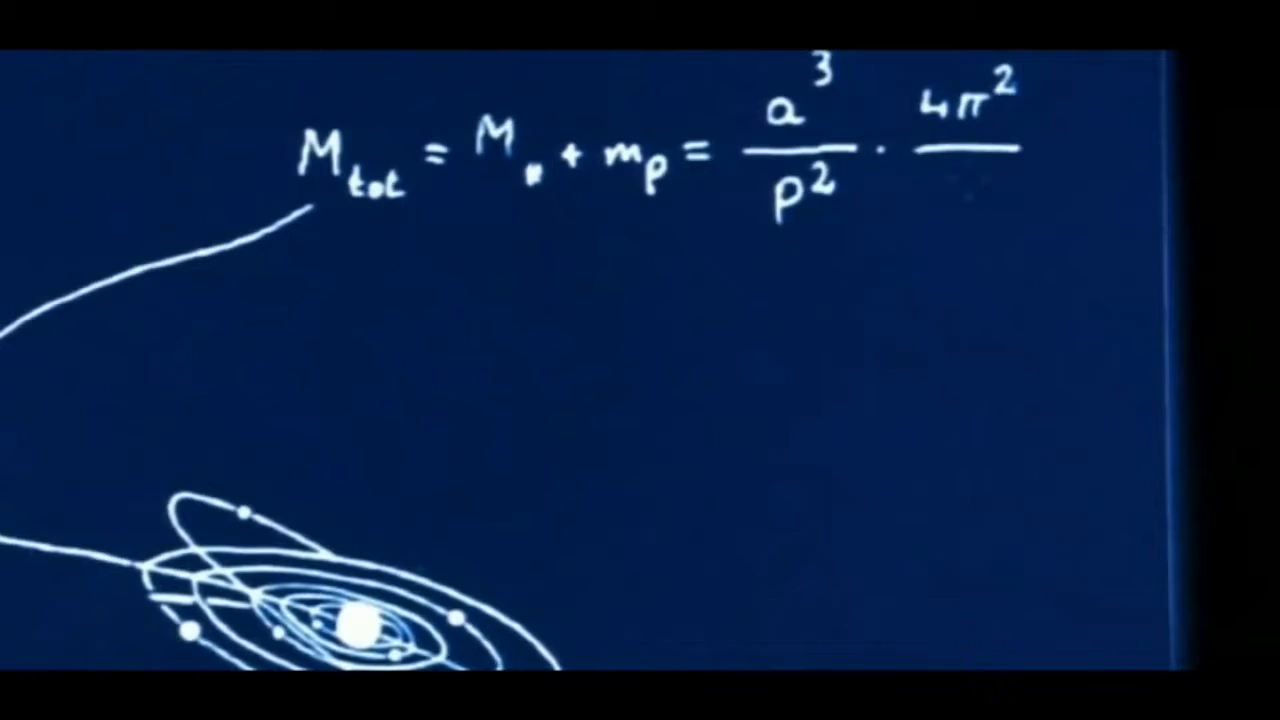 M_tot = M_* + m_p = a^3/P^2 · 4π^2/